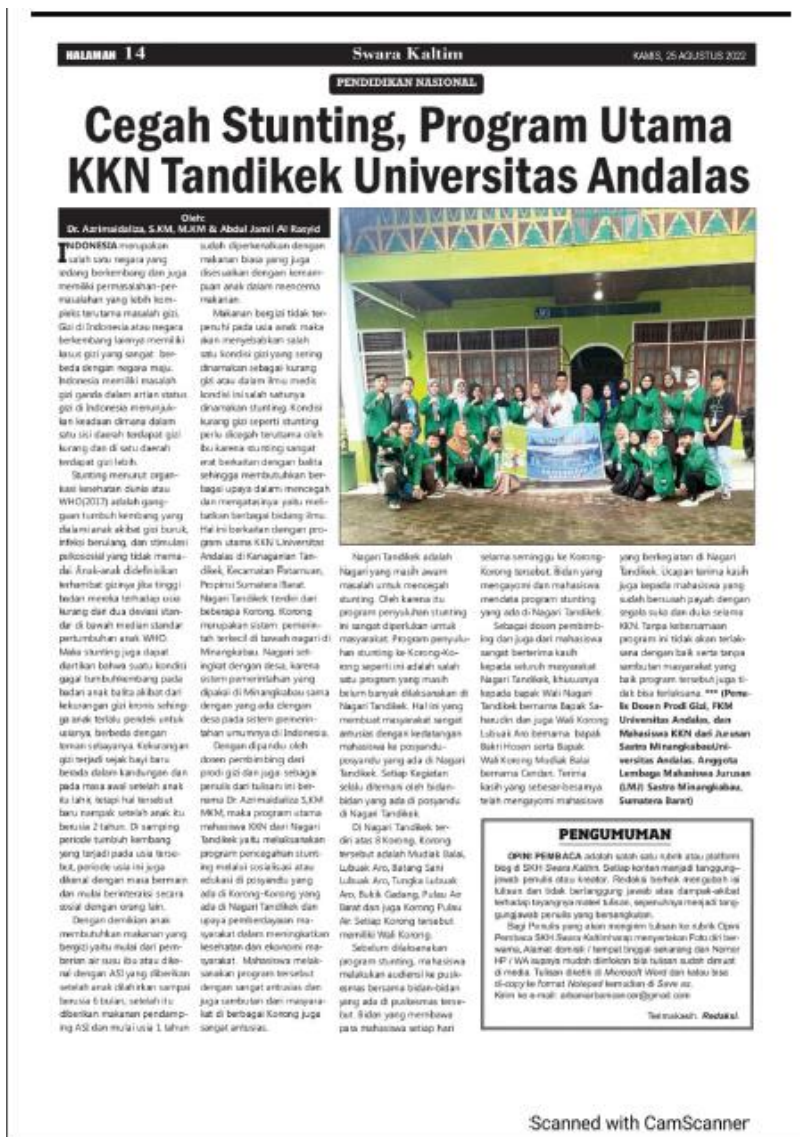 HALAMAN 14
Swara Kaltim
KAMIS, 25 AGUSTUS 2022
PENDIDIKAN NASIONAL
Cegah Stunting, Program Utama
KKN Tandikek Universitas Andalas
Oleh:
Dr. Azrimaidaliza, S.KM, M.KM & Abdul Jamil Al Rasyid
INDONESIA merupakan
salah satu negara yang
sedang berkembang dan juga
memiliki permasalahan-per-
masalahan yang lebih kom-
pleks terutama masalah gizi.
Gizi di Indonesia atau negara
berkembang lainnya memiliki
kasus gizi yang sangat ber-
beda dengan negara maju.
Indonesia memiliki masalah
gizi ganda dalam artian status
gizi di Indonesia menunjuk-
kan keadaan dimana dalam
satu sisi daerah terdapat gizi
kurang dan di satu daerah
terdapat gizi lebih.
Stunting menurut organ-
isasi kesehatan dunia atau
WHO(2017) adalah gang-
guan tumbuh kembang yang
dialami anak akibat gizi buruk,
infeksi berulang, dan stimulasi
psikososial yang tidak mema-
dai. Anak-anak didefinisikan
terhambat gizinya jika tinggi
badan mereka terhadap usia
kurang dari dua deviasi stan-
dar di bawah median standar
pertumbuhan anak WHO.
Maka stunting juga dapat
diartikan bahwa suatu kondisi
gagal tumbuhkembang pada
badan anak balita akibat dari
kekurangan gizi kronis sehing-
ga anak terlalu pendek untuk
usianya, berbeda dengan
teman sebayanya. Kekurangan
gizi terjadi sejak bayi baru
berada dalam kandungan dan
pada masa awal setelah anak
itu lahir, tetapi hal tersebut
baru nampak setelah anak itu
berusia 2 tahun. Di samping
periode tumbuh kembang
yang terjadi pada usia terse-
but, periode usia ini juga
dikenal dengan masa bermain
dan mulai berinteraksi secara
sosial dengan orang lain.
Dengan demikian anak
membutuhkan makanan yang
bergizi yaitu mulai dari pem-
berian air susu ibu atau dike-
nal dengan ASI yang diberikan
setelah anak dilahirkan sampai
berusia 6 bulan, setelah itu
diberikan makanan pendamp-
ing ASI dan mulai usia 1 tahun
sudah diperkenalkan dengan
makanan biasa yang juga
disesuaikan dengan kemam-
puan anak dalam mencerna
makanan.
Makanan bergizi tidak ter-
penuhi pada usia anak maka
akan menyebabkan salah
satu kondisi gizi yang sering
dinamakan sebagai kurang
gizi atau dalam ilmu medis
kondisi ini salah satunya
dinamakan stunting. Kondisi
kurang gizi seperti stunting
perlu dicegah terutama oleh
ibu karena stunting sangat
erat berkaitan dengan balita
sehingga membutuhkan ber-
bagai upaya dalam mencegah
dan mengatasinya yaitu meli-
batkan berbagai bidang ilmu.
Hal ini berkaitan dengan pro-
gram utama KKN Universitas
Andalas di Kanagarian Tan-
dikek, Kecamatan Patamuan,
Propinsi Sumatera Barat.
Nagari Tandikek terdiri dari
beberapa Korong. Korong
merupakan sistem pemerin-
tah terkecil di bawah nagari di
Minangkabau. Nagari set-
ingkat dengan desa, karena
sistem pemerintahan yang
dipakai di Minangkabau sama
dengan yang ada dengan
desa pada sistem pemerin-
tahan umumnya di Indonesia.
Dengan dipandu oleh
dosen pembimbing dari
prodi gizi dan juga sebagai
penulis dari tulisan ini ber-
nama Dr. Azrimaidaliza S,KM
MKM, maka program utama
mahasiswa KKN dari Nagari
Tandikek yaitu melaksanakan
program pencegahan stunt-
ing melalui sosialisasi atau
edukasi di posyandu yang
ada di Korong-Korong yang
ada di Nagari Tandikek dan
upaya pemberdayaan ma-
syarakat dalam meningkatkan
kesehatan dan ekonomi ma-
syarakat. Mahasiswa melak-
sanakan program tersebut
dengan sangat antusias dan
juga sambutan dari masyara-
kat di berbagai Korong juga
sangat antusias.
Nagari Tandikek adalah
Nagari yang masih awam
masalah untuk mencegah
stunting. Oleh karena itu
program penyuluhan stunting
ini sangat diperlukan untuk
masyarakat. Program penyulu-
han stunting ke Korong-Ko-
rong seperti ini adalah salah
satu program yang masih
belum banyak dilaksanakan di
Nagari Tandikek. Hal ini yang
membuat masyarakat sangat
antusias dengan kedatangan
mahasiswa ke posyandu-
posyandu yang ada di Nagari
Tandikek. Setiap Kegiatan
selalu ditemani oleh bidan-
bidan yang ada di posyandu
di Nagari Tandikek.
Di Nagari Tandikek ter-
diri atas 8 Korong. Korong
tersebut adalah Mudiak Balai,
Lubuak Aro, Batang Sani
Lubuak Aro, Tungka Lubuak
Aro, Bukik Gadang, Pulau Air
Barat dan juga Korong Pulau
Air. Setiap Korong tersebut
memiliki Wali Korong.
Sebelum dilaksanakan
program stunting, mahasiswa
melakukan audiensi ke pusk-
esmas bersama bidan-bidan
yang ada di puskesmas terse-
but. Bidan yang membawa
para mahasiswa setiap hari
selama seminggu ke Korong-
Korong tersebut. Bidan yang
mengayomi dan mahasiswa
mendata program stunting
yang ada di Nagari Tandikek.
Sebagai dosen pembimb-
ing dan juga dari mahasiswa
sangat berterima kasih
kepada seluruh masyarakat
Nagari Tandikek, khususnya
kepada bapak Wali Nagari
Tandikek bernama Bapak Sa-
herudin dan juga Wali Korong
Lubuak Aro bernama bapak
Bakri Hosen serta Bapak
Wali Korong Mudiak Balai
bernama Cendan. Terima
kasih yang sebesar-besarnya
telah mengayomi mahasiswa
yang berkegiatan di Nagari
Tandikek. Ucapan terima kasih
juga kepada mahasiswa yang
sudah bersusah payah dengan
segala suka dan duka selama
KKN. Tanpa kebersamaan
program ini tidak akan terlak-
sana dengan baik serta tanpa
sambutan masyarakat yang
baik program tersebut juga ti-
dak bisa terlaksana. *** (Penu-
lis Dosen Prodi Gizi, FKM
Universitas Andalas, dan
Mahasiswa KKN dari Jurusan
Sastra MinangkabauUni-
versitas Andalas. Anggota
Lembaga Mahasiswa Jurusan
(LMJ) Sastra Minangkabau,
Sumatera Barat)
PENGUMUMAN
OPINI PEMBACA adalah salah satu rubrik atau platform
blog di SKH Swara Kaltim. Setiap konten menjadi tanggung-
jawab penulis atau kreator. Redaksi berhak mengubah isi
tulisan dan tidak bertanggung jawab atas dampak-akibat
terhadap tayangnya materi tulisan, sepenuhnya menjadi tang-
gungjawab penulis yang bersangkutan.
Bagi Penulis yang akan mengirim tulisan ke rubrik Opini
Pembaca SKH Swara Kaltimharap menyertakan Foto diri ber-
warna, Alamat domisili / tempat tinggal sekarang dan Nomor
HP / WA supaya mudah diinfokan bila tulisan sudah dimuat
di media. Tulisan diketik di Microsoft Word dan kalau bisa
di-copy ke format Notepad kemudian di Save as.
Kirim ke e-mail:
Terimakasih. Redaksi.
Scanned with CamScanner